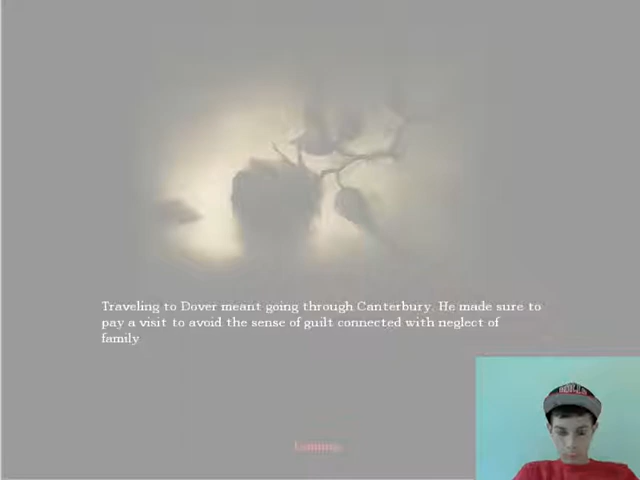 Traveling to Dover meant going through Canterbury. He made sure to
pay a visit to avoid the sense of guilt connected with neglect of
family